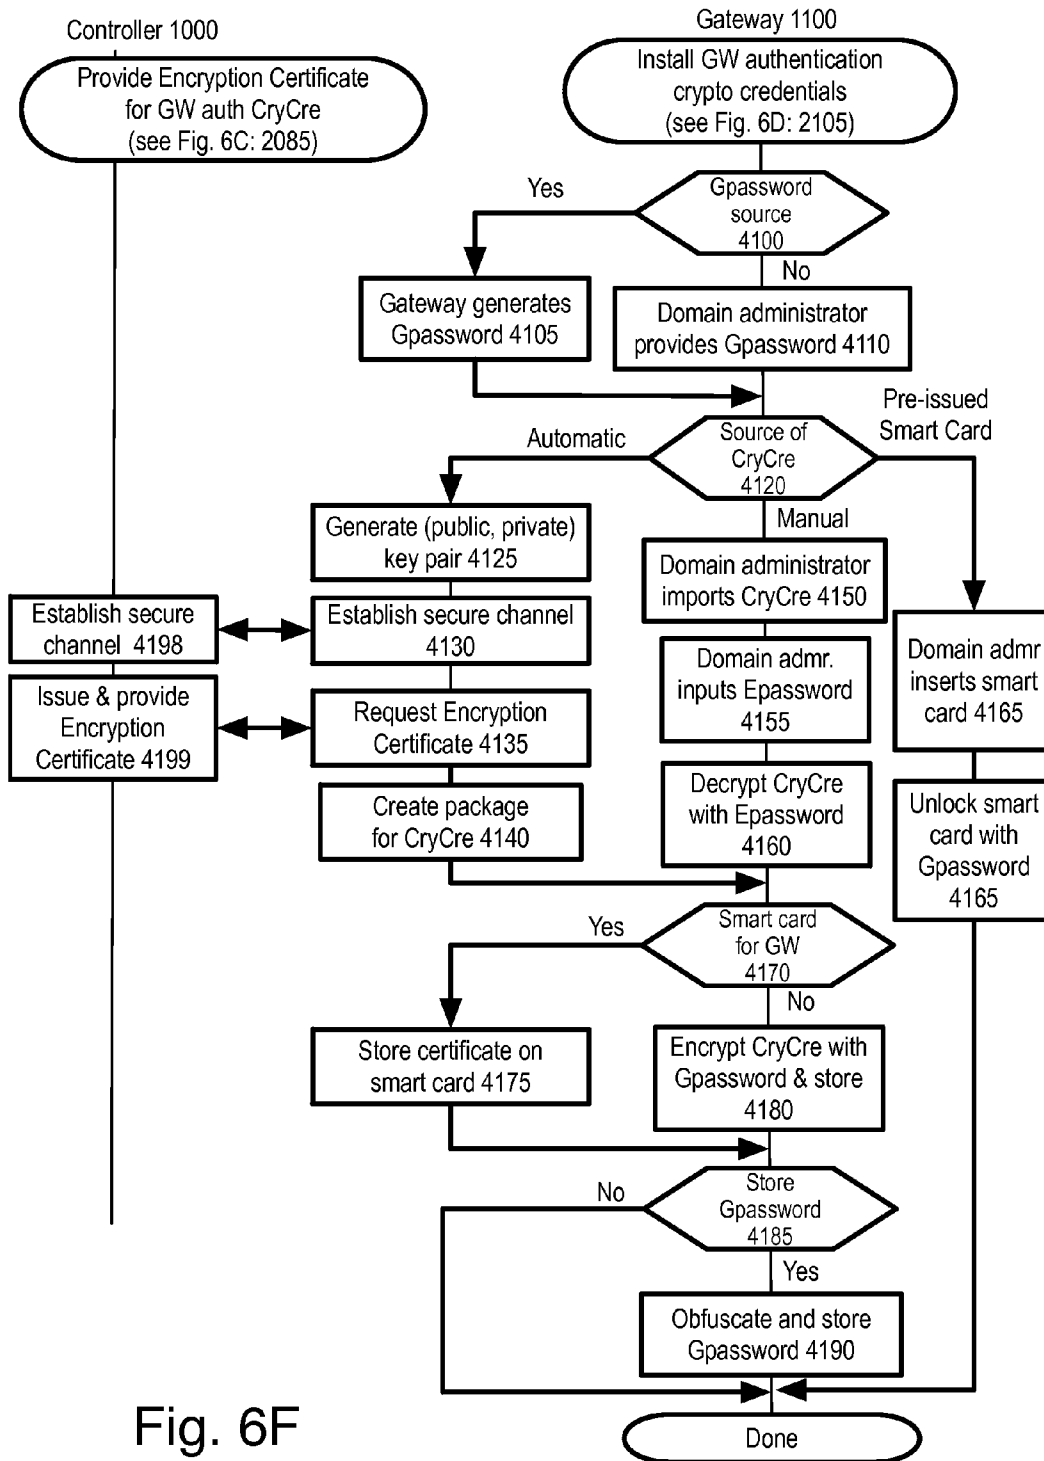 Controller 1000
Gateway 1100
Provide Encryption Certificate
for GW auth CryCre
(see Fig. 6C: 2085)
Install GW authentication
crypto credentials
(see Fig. 6D: 2105)
Yes
Gpassword
source
4100
No
Gateway generates
Gpassword 4105
Domain administrator
provides Gpassword 4110
Pre-issued
Smart Card
Automatic
Source of
CryCre
4120
Manual
Generate (public, private)
key pair 4125
Domain administrator
imports CryCre 4150
Establish secure
channel 4198
Establish secure channel
4130
Domain admr.
inputs Epassword
4155
Domain admr
inserts smart
card 4165
Issue & provide
Encryption
Certificate 4199
Request Encryption
Certificate 4135
Decrypt CryCre
with Epassword
4160
Unlock smart
card with
Gpassword
4165
Create package
for CryCre 4140
Yes
Smart card
for GW
4170
No
Store certificate on
smart card 4175
Encrypt CryCre with
Gpassword & store
4180
No
Store
Gpassword
4185
Yes
Obfuscate and store
Gpassword 4190
Done
Fig. 6F